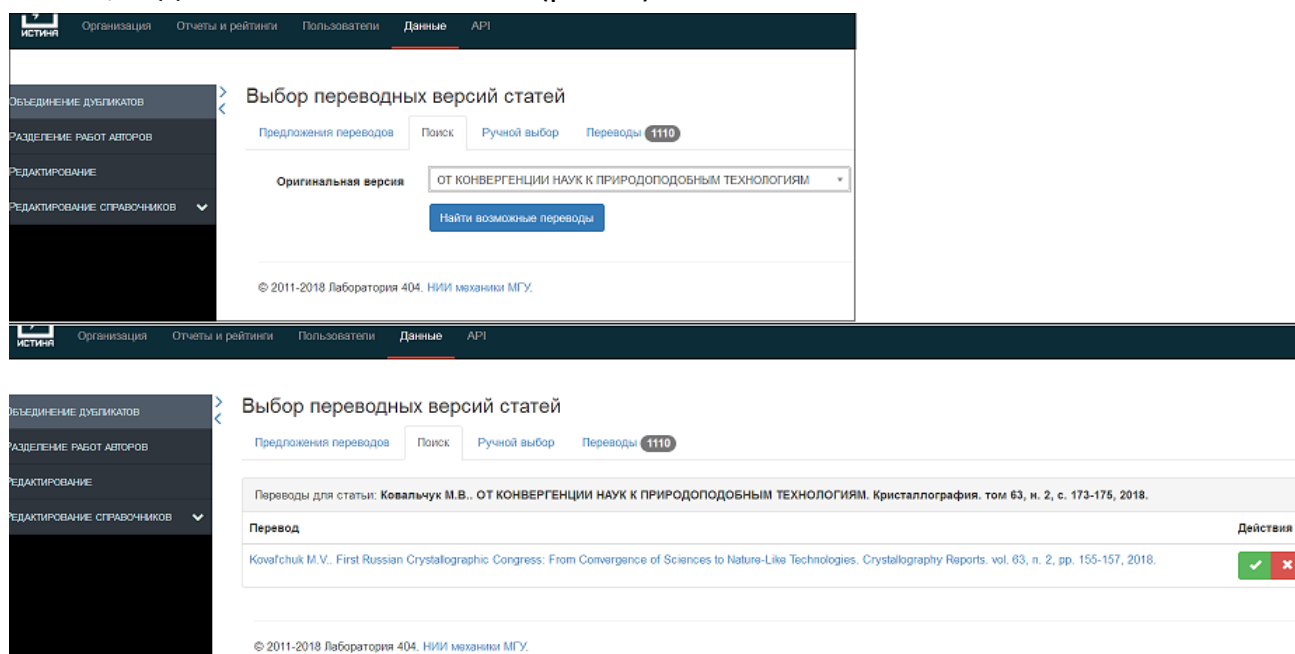 ИСТИНА Организация Отчеты и рейтинги Пользователи Данные API
Выбор переводных версий статей
ОБЪЕДИНЕНИЕ ДУБЛИКАТОВ
Предложения переводов Поиск Ручной выбор Переводы 1110
РАЗДЕЛЕНИЕ РАБОТ АВТОРОВ
РЕДАКТИРОВАНИЕ
Оригинальная версия ОТ КОНВЕРГЕНЦИИ НАУК К ПРИРОДОПОДОБНЫМ ТЕХНОЛОГИЯМ
РЕДАКТИРОВАНИЕ СПРАВОЧНИКОВ
Найти возможные переводы
© 2011-2018 Лаборатория 404, НИИ механики МГУ.
ИСТИНА Организация Отчеты и рейтинги Пользователи Данные API
Выбор переводных версий статей
ОБЪЕДИНЕНИЕ ДУБЛИКАТОВ
Предложения переводов Поиск Ручной выбор Переводы 1110
РАЗДЕЛЕНИЕ РАБОТ АВТОРОВ
РЕДАКТИРОВАНИЕ
Переводы для статьи: Ковальчук М.В.. ОТ КОНВЕРГЕНЦИИ НАУК К ПРИРОДОПОДОБНЫМ ТЕХНОЛОГИЯМ. Кристаллография. том 63, н. 2, с. 173-175, 2018.
РЕДАКТИРОВАНИЕ СПРАВОЧНИКОВ
Перевод Действия
Koval'chuk M.V.. First Russian Crystallographic Congress: From Convergence of Sciences to Nature-Like Technologies. Crystallography Reports. vol. 63, n. 2, pp. 155-157, 2018.
© 2011-2018 Лаборатория 404, НИИ механики МГУ.